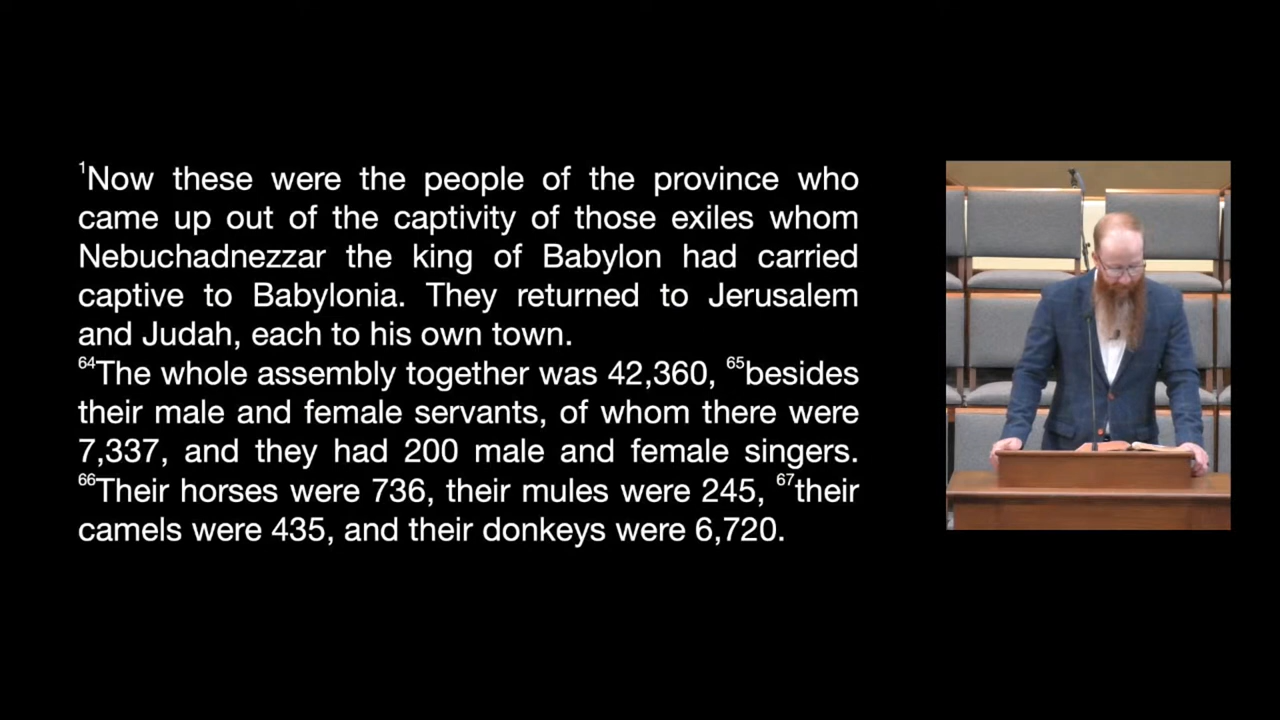 ¹Now these were the people of the province who
came up out of the captivity of those exiles whom
Nebuchadnezzar the king of Babylon had carried
captive to Babylonia. They returned to Jerusalem
and Judah, each to his own town.
⁶⁴The whole assembly together was 42,360, ⁶⁵besides
their male and female servants, of whom there were
7,337, and they had 200 male and female singers.
⁶⁶Their horses were 736, their mules were 245, ⁶⁷their
camels were 435, and their donkeys were 6,720.